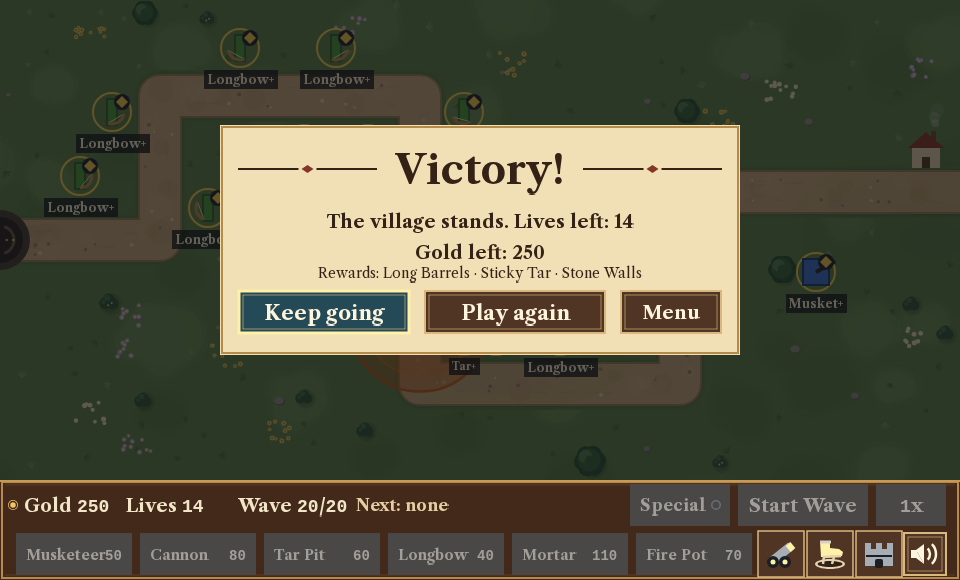 Longbow+ Longbow+
Longbow+
Longbow+
Victory!
The village stands. Lives left: 14
Gold left: 250
Rewards: Long Barrels · Sticky Tar · Stone Walls
Keep going Play again Menu
Musket+
Tar+ Longbow+
Gold 250 Lives 14 Wave 20/20 Next: none Special Start Wave 1x
Musketeer50 Cannon 80 Tar Pit 60 Longbow 40 Mortar 110 Fire Pot 70